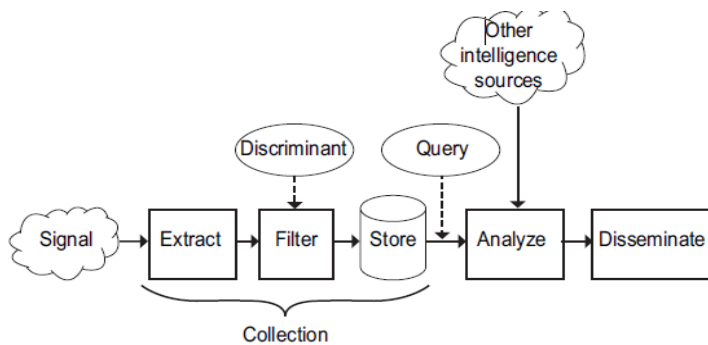 Other
intelligence
sources
Discriminant
Query
Signal
Extract
Filter
Store
Analyze
Disseminate
Collection